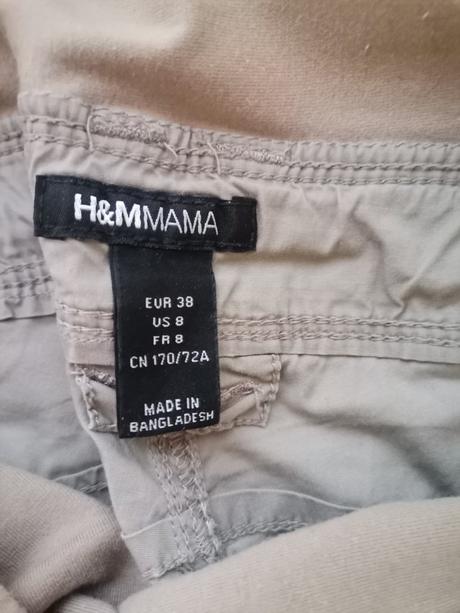 H&MMAMA
EUR 38
US 8
FR 8
CN 170/72A
MADE IN
BANGLADESH